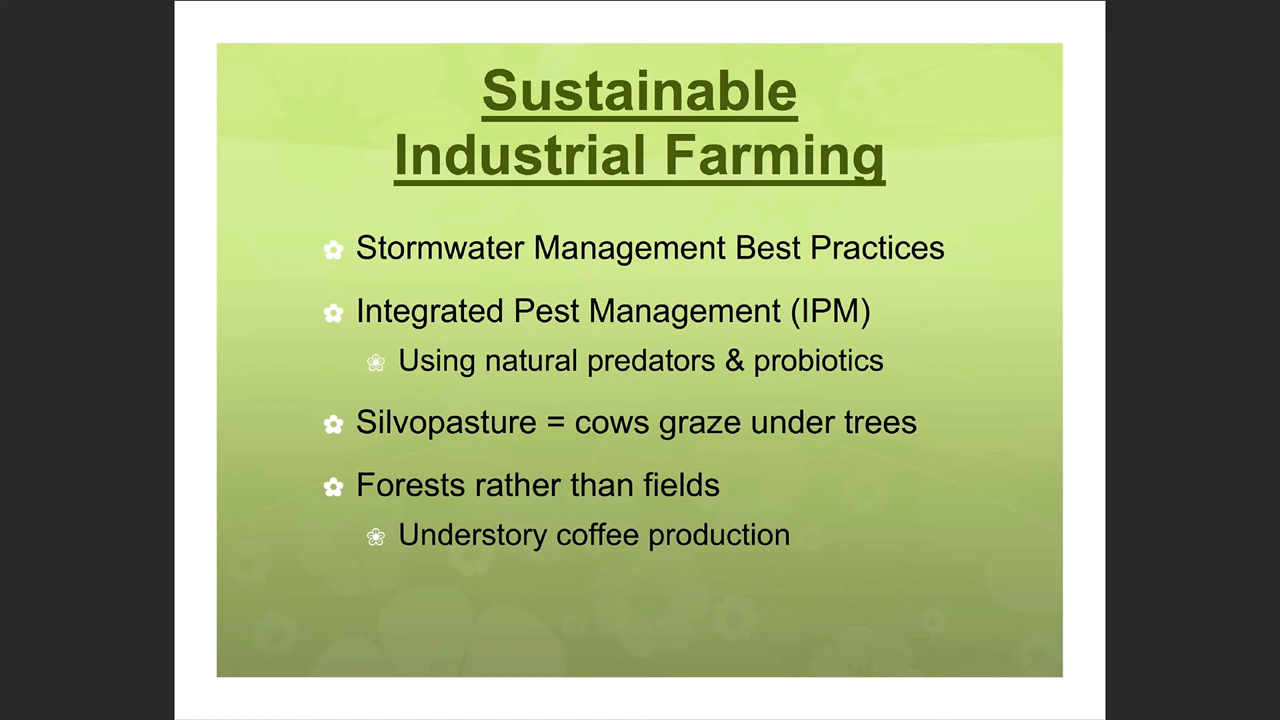 Sustainable
Industrial Farming
Stormwater Management Best Practices
Integrated Pest Management (IPM)
Using natural predators & probiotics
Silvopasture = cows graze under trees
Forests rather than fields
Understory coffee production